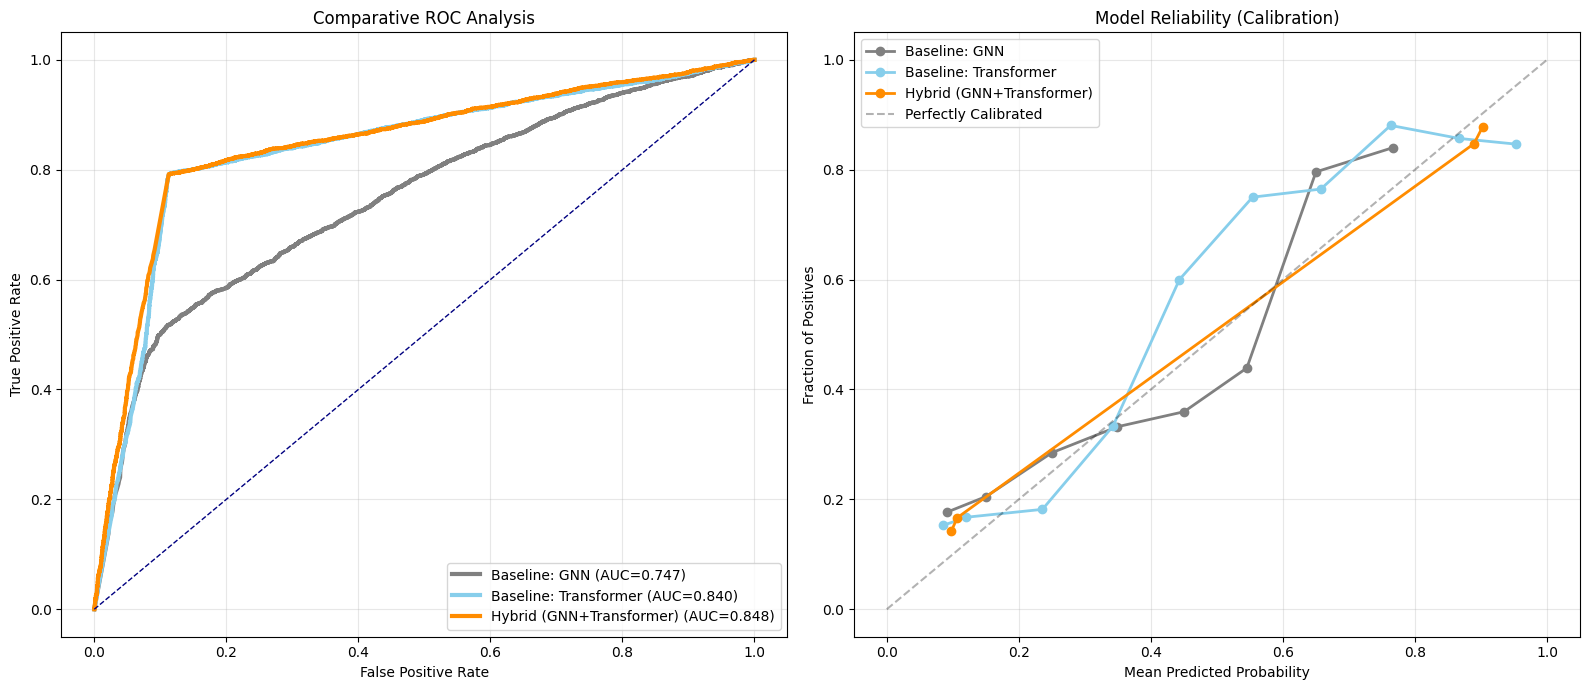 Comparative ROC Analysis
1.0
0.8
0.6
0.4
0.2
0.0
True Positive Rate
0.0 0.2 0.4 0.6 0.8 1.0
False Positive Rate
Baseline: GNN (AUC=0.747)
Baseline: Transformer (AUC=0.840)
Hybrid (GNN+Transformer) (AUC=0.848)
Model Reliability (Calibration)
Baseline: GNN
Baseline: Transformer
Hybrid (GNN+Transformer)
Perfectly Calibrated
1.0
0.8
0.6
0.4
0.2
0.0
Fraction of Positives
0.0 0.2 0.4 0.6 0.8 1.0
Mean Predicted Probability